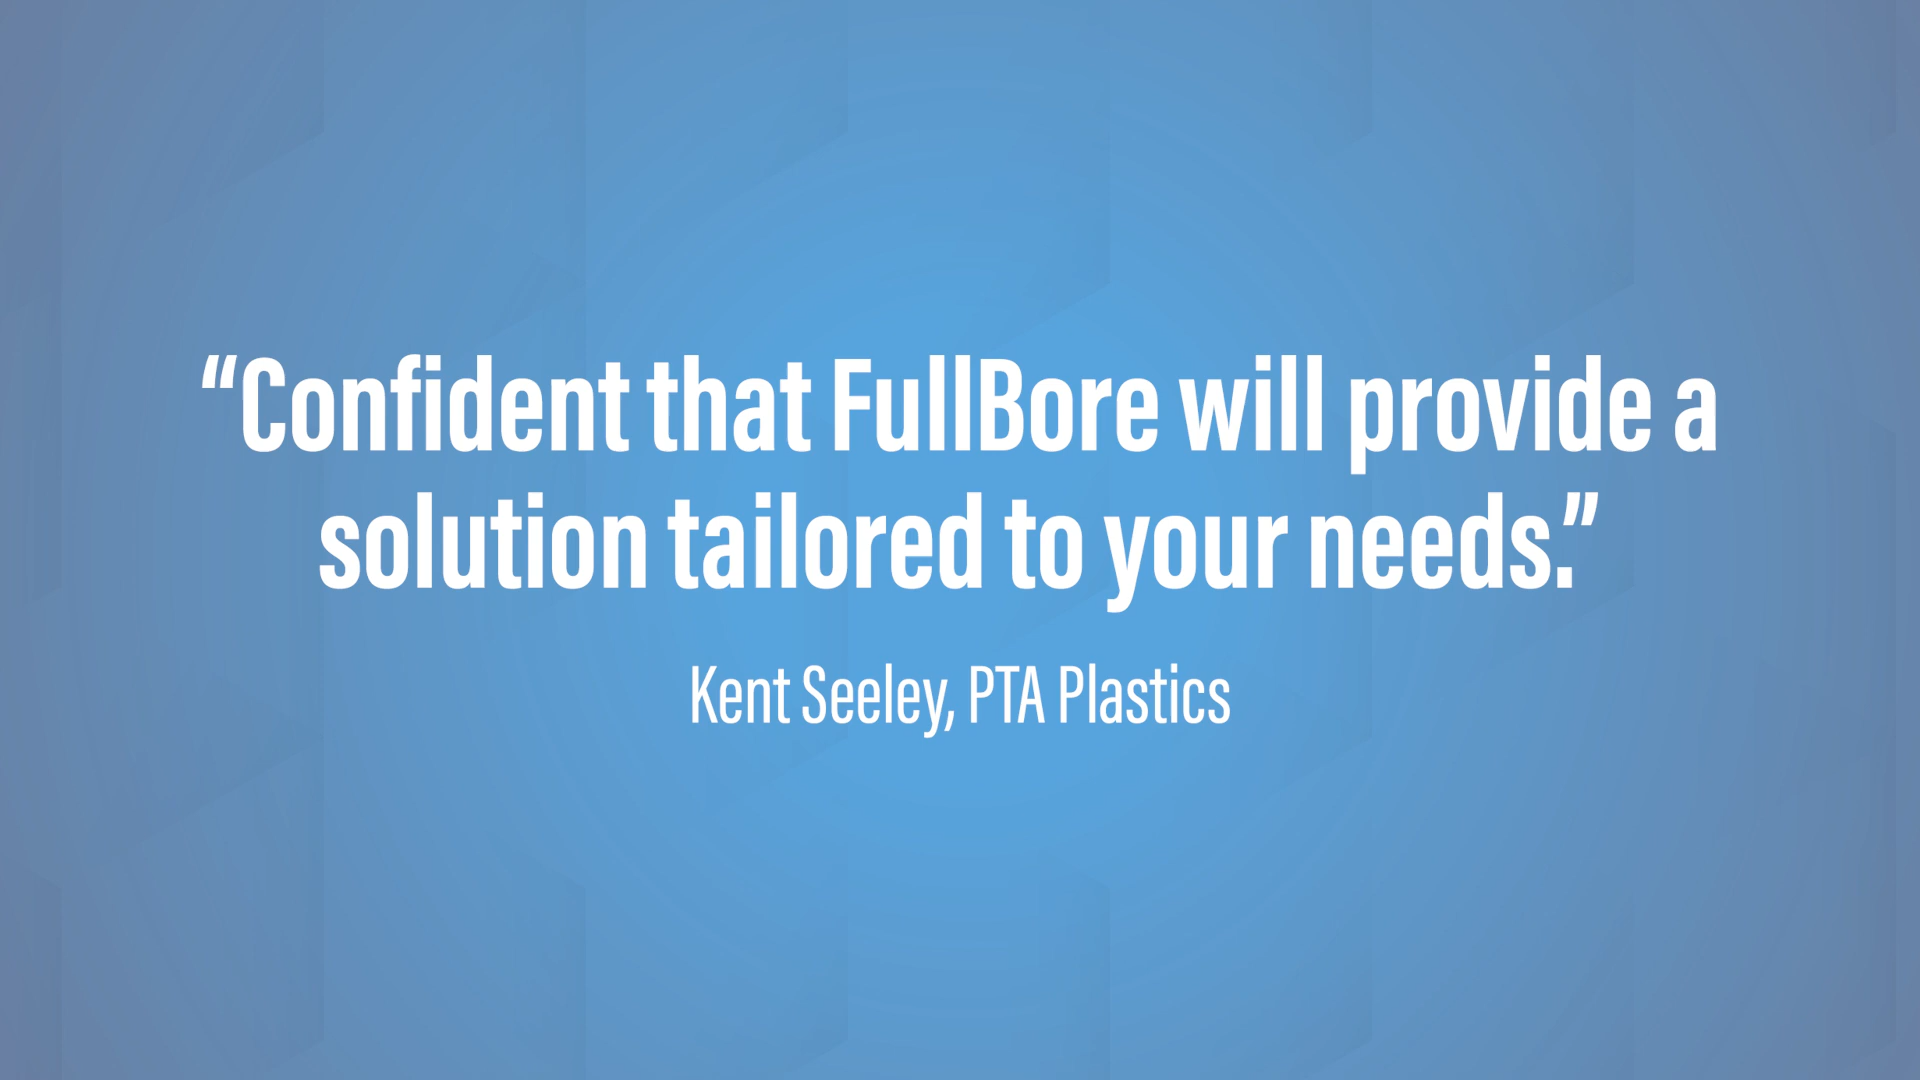 “Confident that FullBore will provide a
solution tailored to your needs.”
Kent Seeley, PTA Plastics